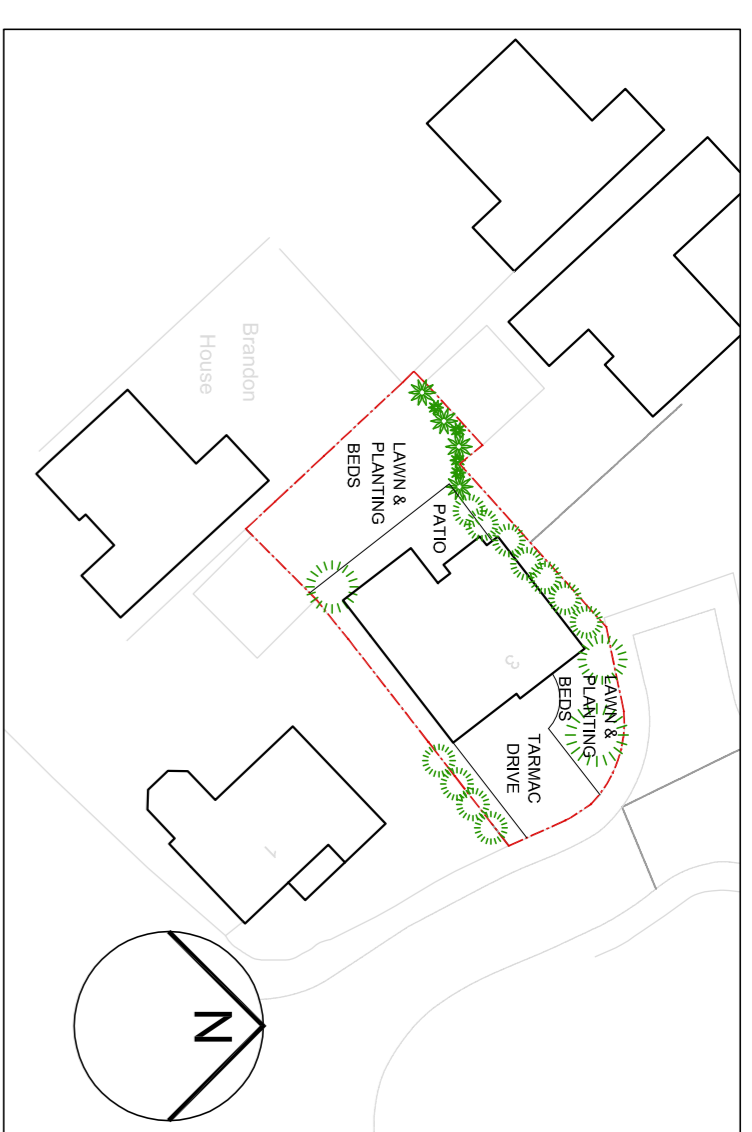 Brandon
House
LAWN &
PLANTING
BEDS
PATIO
3
LAWN &
PLANTING
BEDS
TARMAC
DRIVE
1
N